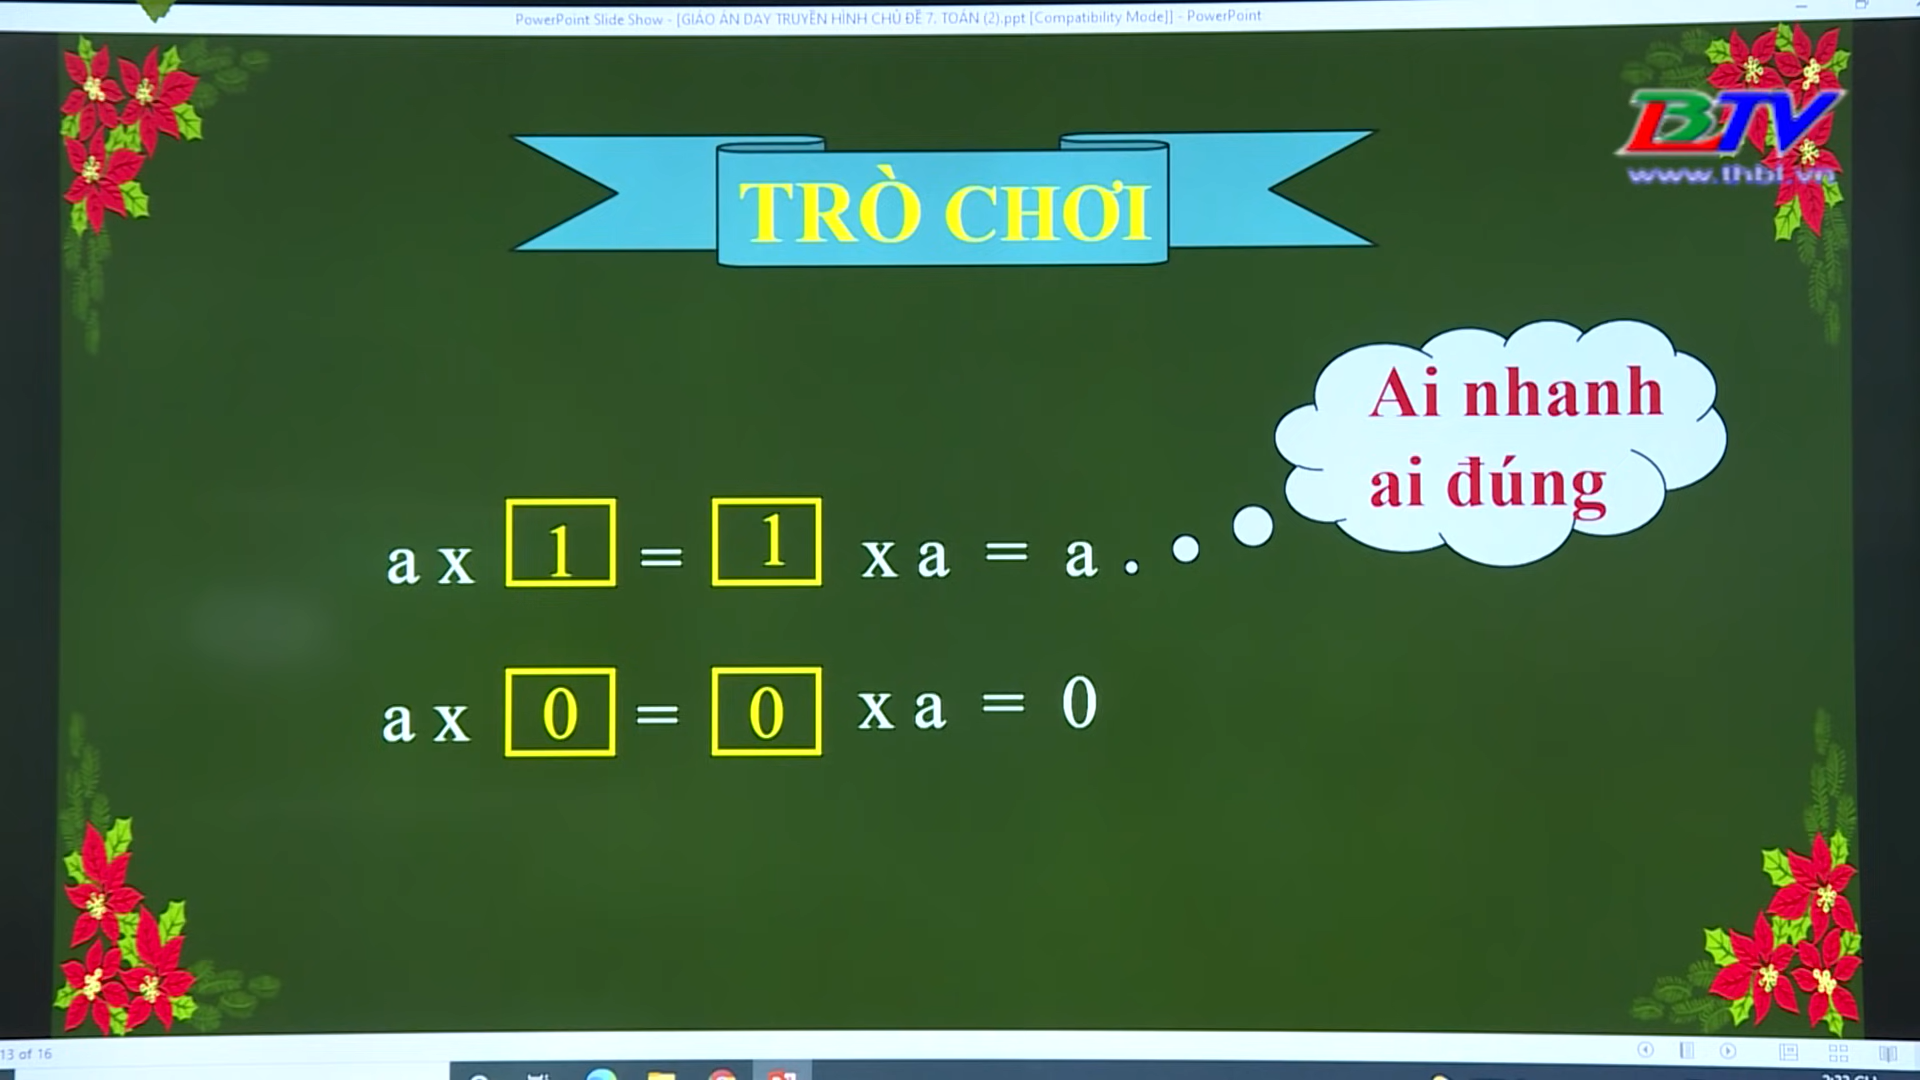 PowerPoint Slide Show - [GIÁO ÁN DẠY TRUYỀN HÌNH CHỦ ĐỀ 7. TOÁN (2).ppt [Compatibility Mode]] - PowerPoint
BTV
www.thbt.vn
TRÒ CHƠI
Ai nhanh
ai đúng
a x 1 = 1 x a = a
a x 0 = 0 x a = 0
13 of 16